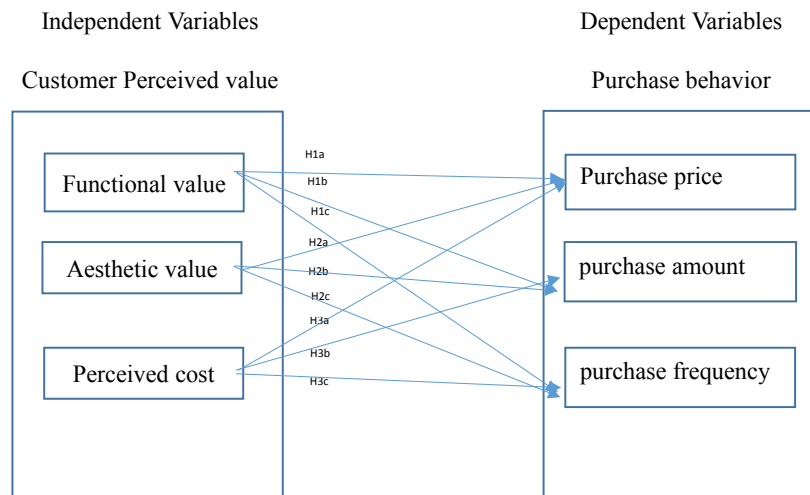 Independent Variables
Dependent Variables
Customer Perceived value
Purchase behavior
Functional value
Aesthetic value
Perceived cost
H1a
H1b
H1c
H2a
H2b
H2c
H3a
H3b
H3c
Purchase price
purchase amount
purchase frequency